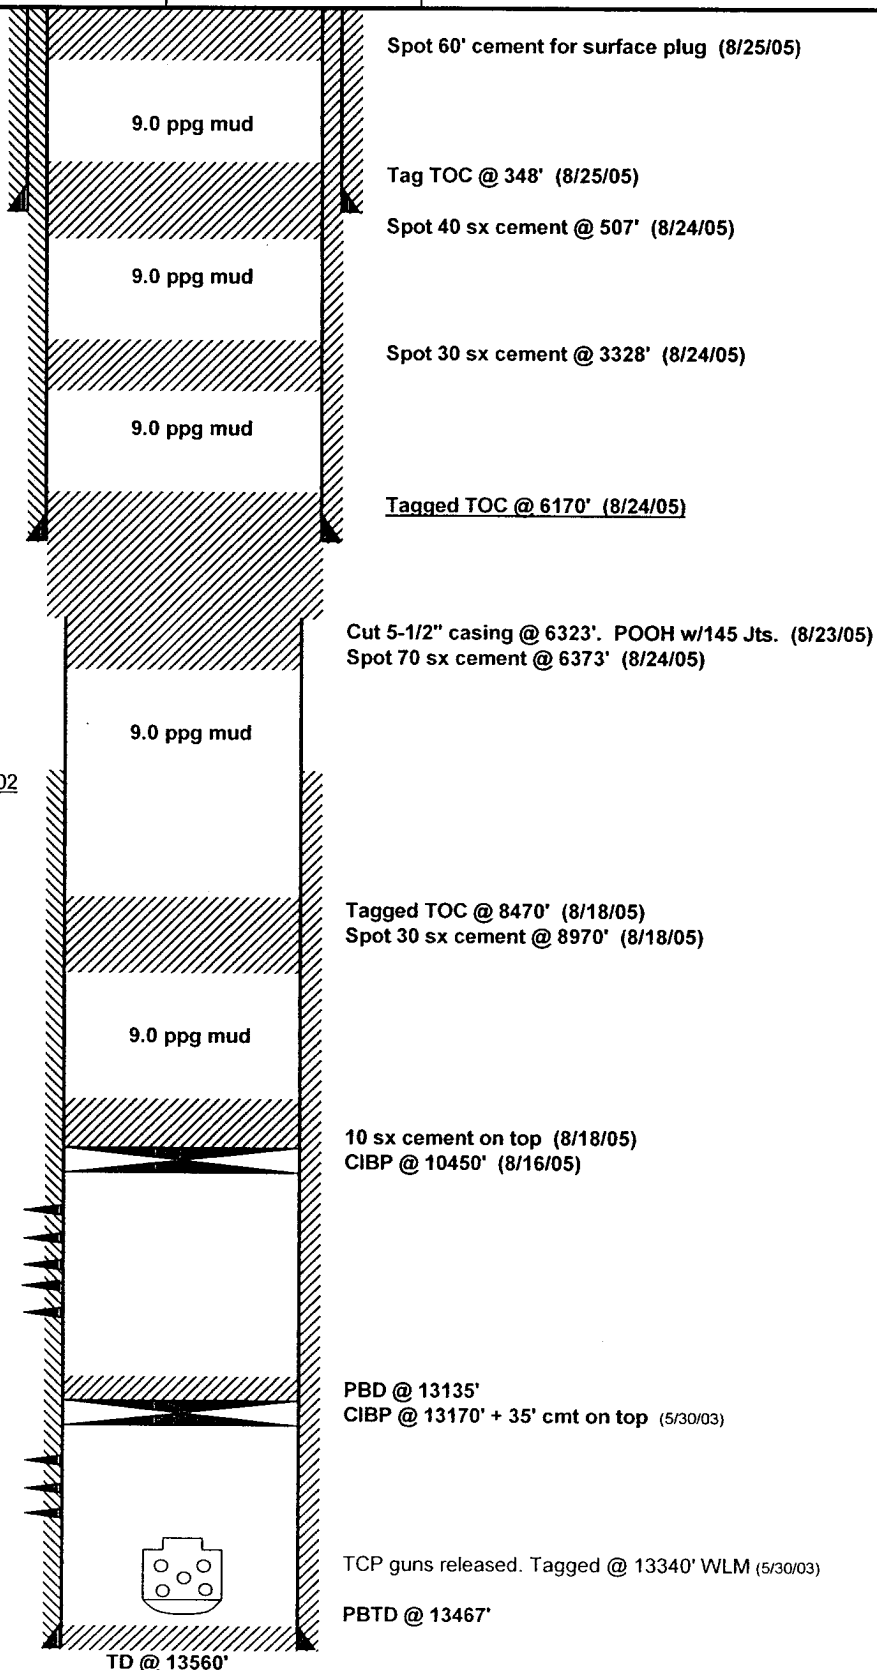 Spot 60' cement for surface plug (8/25/05)
9.0 ppg mud
Tag TOC @ 348' (8/25/05)
Spot 40 sx cement @ 507' (8/24/05)
9.0 ppg mud
Spot 30 sx cement @ 3328' (8/24/05)
9.0 ppg mud
Tagged TOC @ 6170' (8/24/05)
Cut 5-1/2" casing @ 6323'. POOH w/145 Jts. (8/23/05)
Spot 70 sx cement @ 6373' (8/24/05)
9.0 ppg mud
02
Tagged TOC @ 8470' (8/18/05)
Spot 30 sx cement @ 8970' (8/18/05)
9.0 ppg mud
10 sx cement on top (8/18/05)
CIBP @ 10450' (8/16/05)
PBD @ 13135'
CIBP @ 13170' + 35' cmt on top (5/30/03)
TCP guns released. Tagged @ 13340' WLM (5/30/03)
PBTD @ 13467'
TD @ 13560'